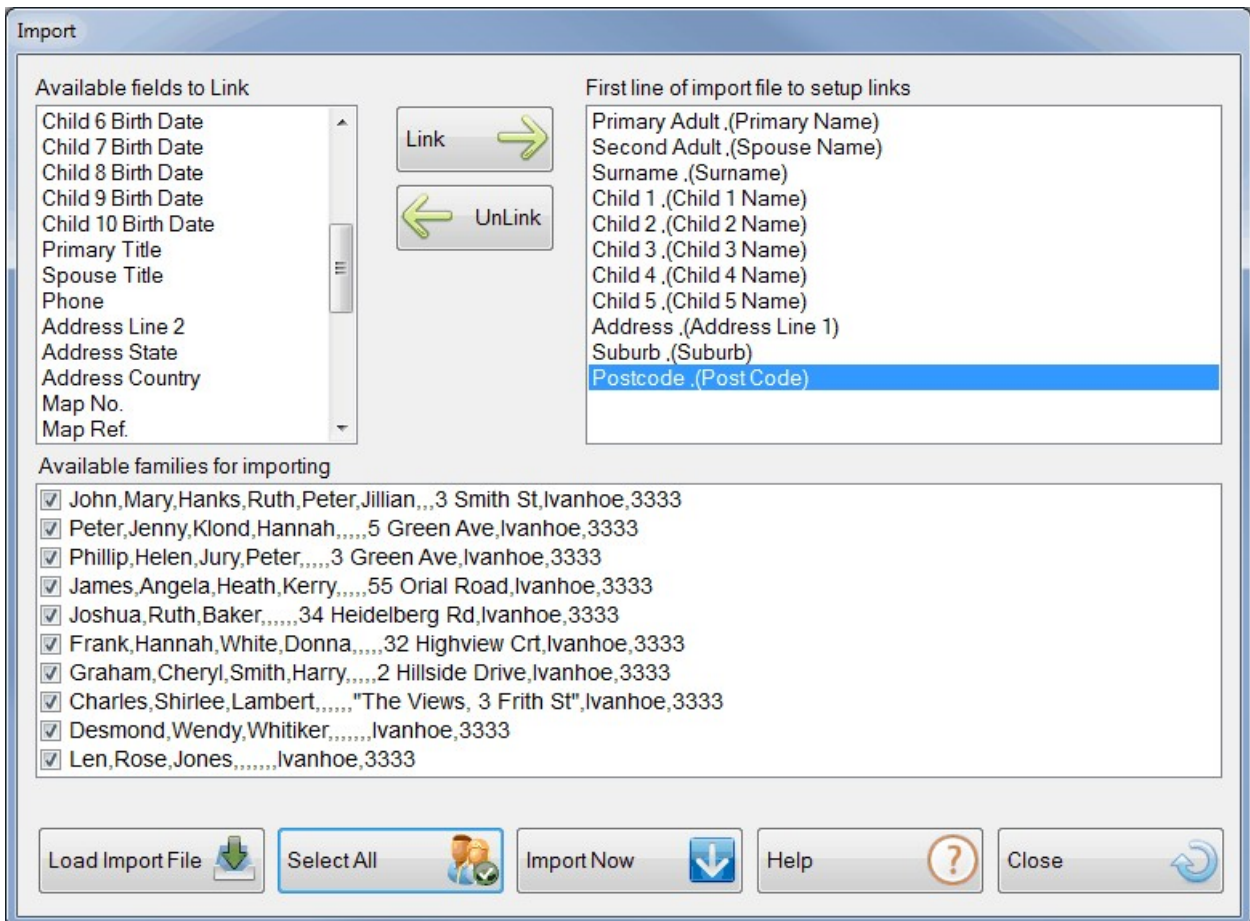 Import
Available fields to Link
Child 6 Birth Date
Child 7 Birth Date
Child 8 Birth Date
Child 9 Birth Date
Child 10 Birth Date
Primary Title
Spouse Title
Phone
Address Line 2
Address State
Address Country
Map No.
Map Ref.
Link
UnLink
First line of import file to setup links
Primary Adult ,(Primary Name)
Second Adult ,(Spouse Name)
Surname ,(Surname)
Child 1 ,(Child 1 Name)
Child 2 ,(Child 2 Name)
Child 3 ,(Child 3 Name)
Child 4 ,(Child 4 Name)
Child 5 ,(Child 5 Name)
Address ,(Address Line 1)
Suburb ,(Suburb)
Postcode ,(Post Code)
Available families for importing
John,Mary,Hanks,Ruth,Peter,Jillian,,,3 Smith St,Ivanhoe,3333
Peter,Jenny,Klond,Hannah,,,,,5 Green Ave,Ivanhoe,3333
Phillip,Helen,Jury,Peter,,,,,3 Green Ave,Ivanhoe,3333
James,Angela,Heath,Kerry,,,,,55 Orial Road,Ivanhoe,3333
Joshua,Ruth,Baker,,,,,,34 Heidelberg Rd,Ivanhoe,3333
Frank,Hannah,White,Donna,,,,,32 Highview Crt,Ivanhoe,3333
Graham,Cheryl,Smith,Harry,,,,,2 Hillside Drive,Ivanhoe,3333
Charles,Shirlee,Lambert,,,,,,"The Views, 3 Frith St",Ivanhoe,3333
Desmond,Wendy,Whitiker,,,,,,,Ivanhoe,3333
Len,Rose,Jones,,,,,,,Ivanhoe,3333
Load Import File
Select All
Import Now
Help
?
Close